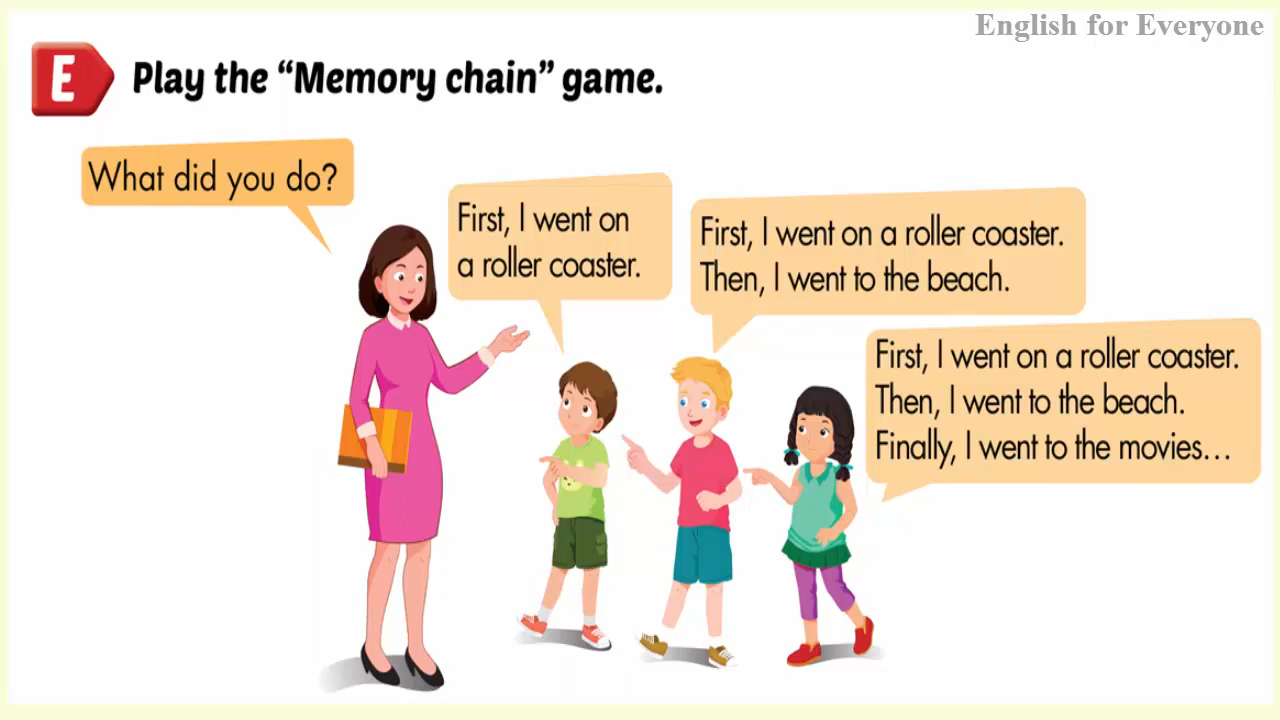 English for Everyone
E
Play the “Memory chain” game.
What did you do?
First, I went on
a roller coaster.
First, I went on a roller coaster.
Then, I went to the beach.
First, I went on a roller coaster.
Then, I went to the beach.
Finally, I went to the movies...